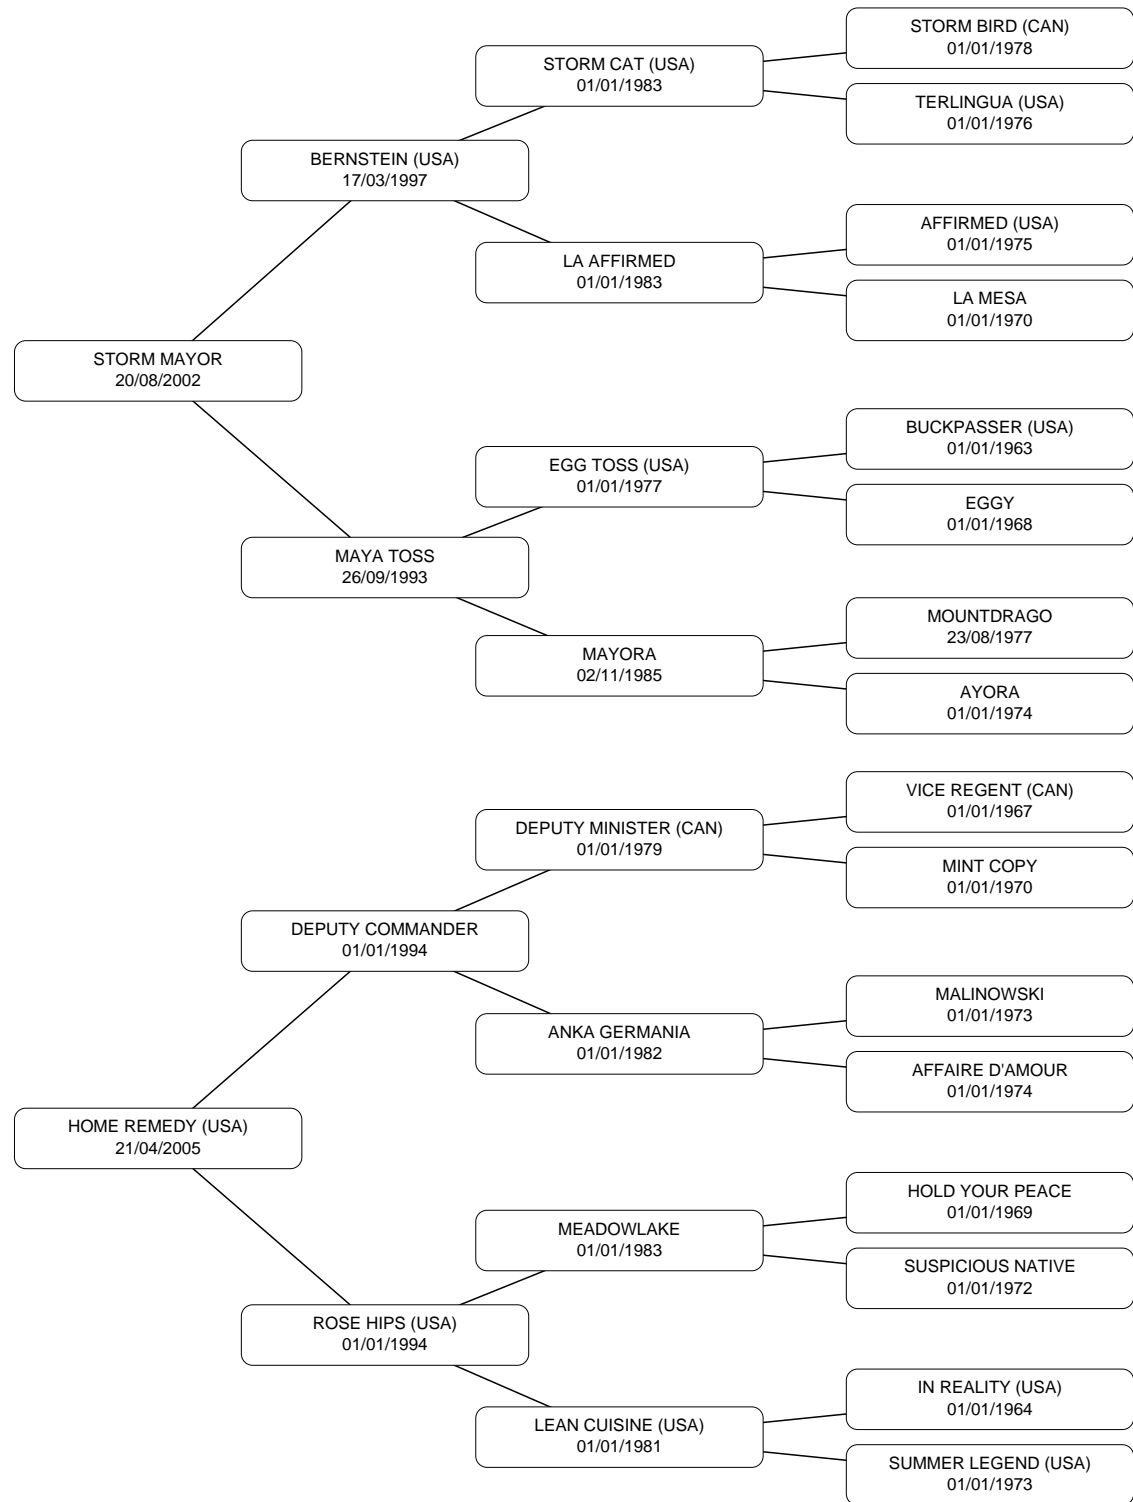 STORM BIRD (CAN)
01/01/1978
STORM CAT (USA)
01/01/1983
TERLINGUA (USA)
01/01/1976
BERNSTEIN (USA)
17/03/1997
AFFIRMED (USA)
01/01/1975
LA AFFIRMED
01/01/1983
LA MESA
01/01/1970
STORM MAYOR
20/08/2002
BUCKPASSER (USA)
01/01/1963
EGG TOSS (USA)
01/01/1977
EGGY
01/01/1968
MAYA TOSS
26/09/1993
MOUNTDRAGO
23/08/1977
MAYORA
02/11/1985
AYORA
01/01/1974
VICE REGENT (CAN)
01/01/1967
DEPUTY MINISTER (CAN)
01/01/1979
MINT COPY
01/01/1970
DEPUTY COMMANDER
01/01/1994
MALINOWSKI
01/01/1973
ANKA GERMANIA
01/01/1982
AFFAIRE D'AMOUR
01/01/1974
HOME REMEDY (USA)
21/04/2005
HOLD YOUR PEACE
01/01/1969
MEADOWLAKE
01/01/1983
SUSPICIOUS NATIVE
01/01/1972
ROSE HIPS (USA)
01/01/1994
IN REALITY (USA)
01/01/1964
LEAN CUISINE (USA)
01/01/1981
SUMMER LEGEND (USA)
01/01/1973